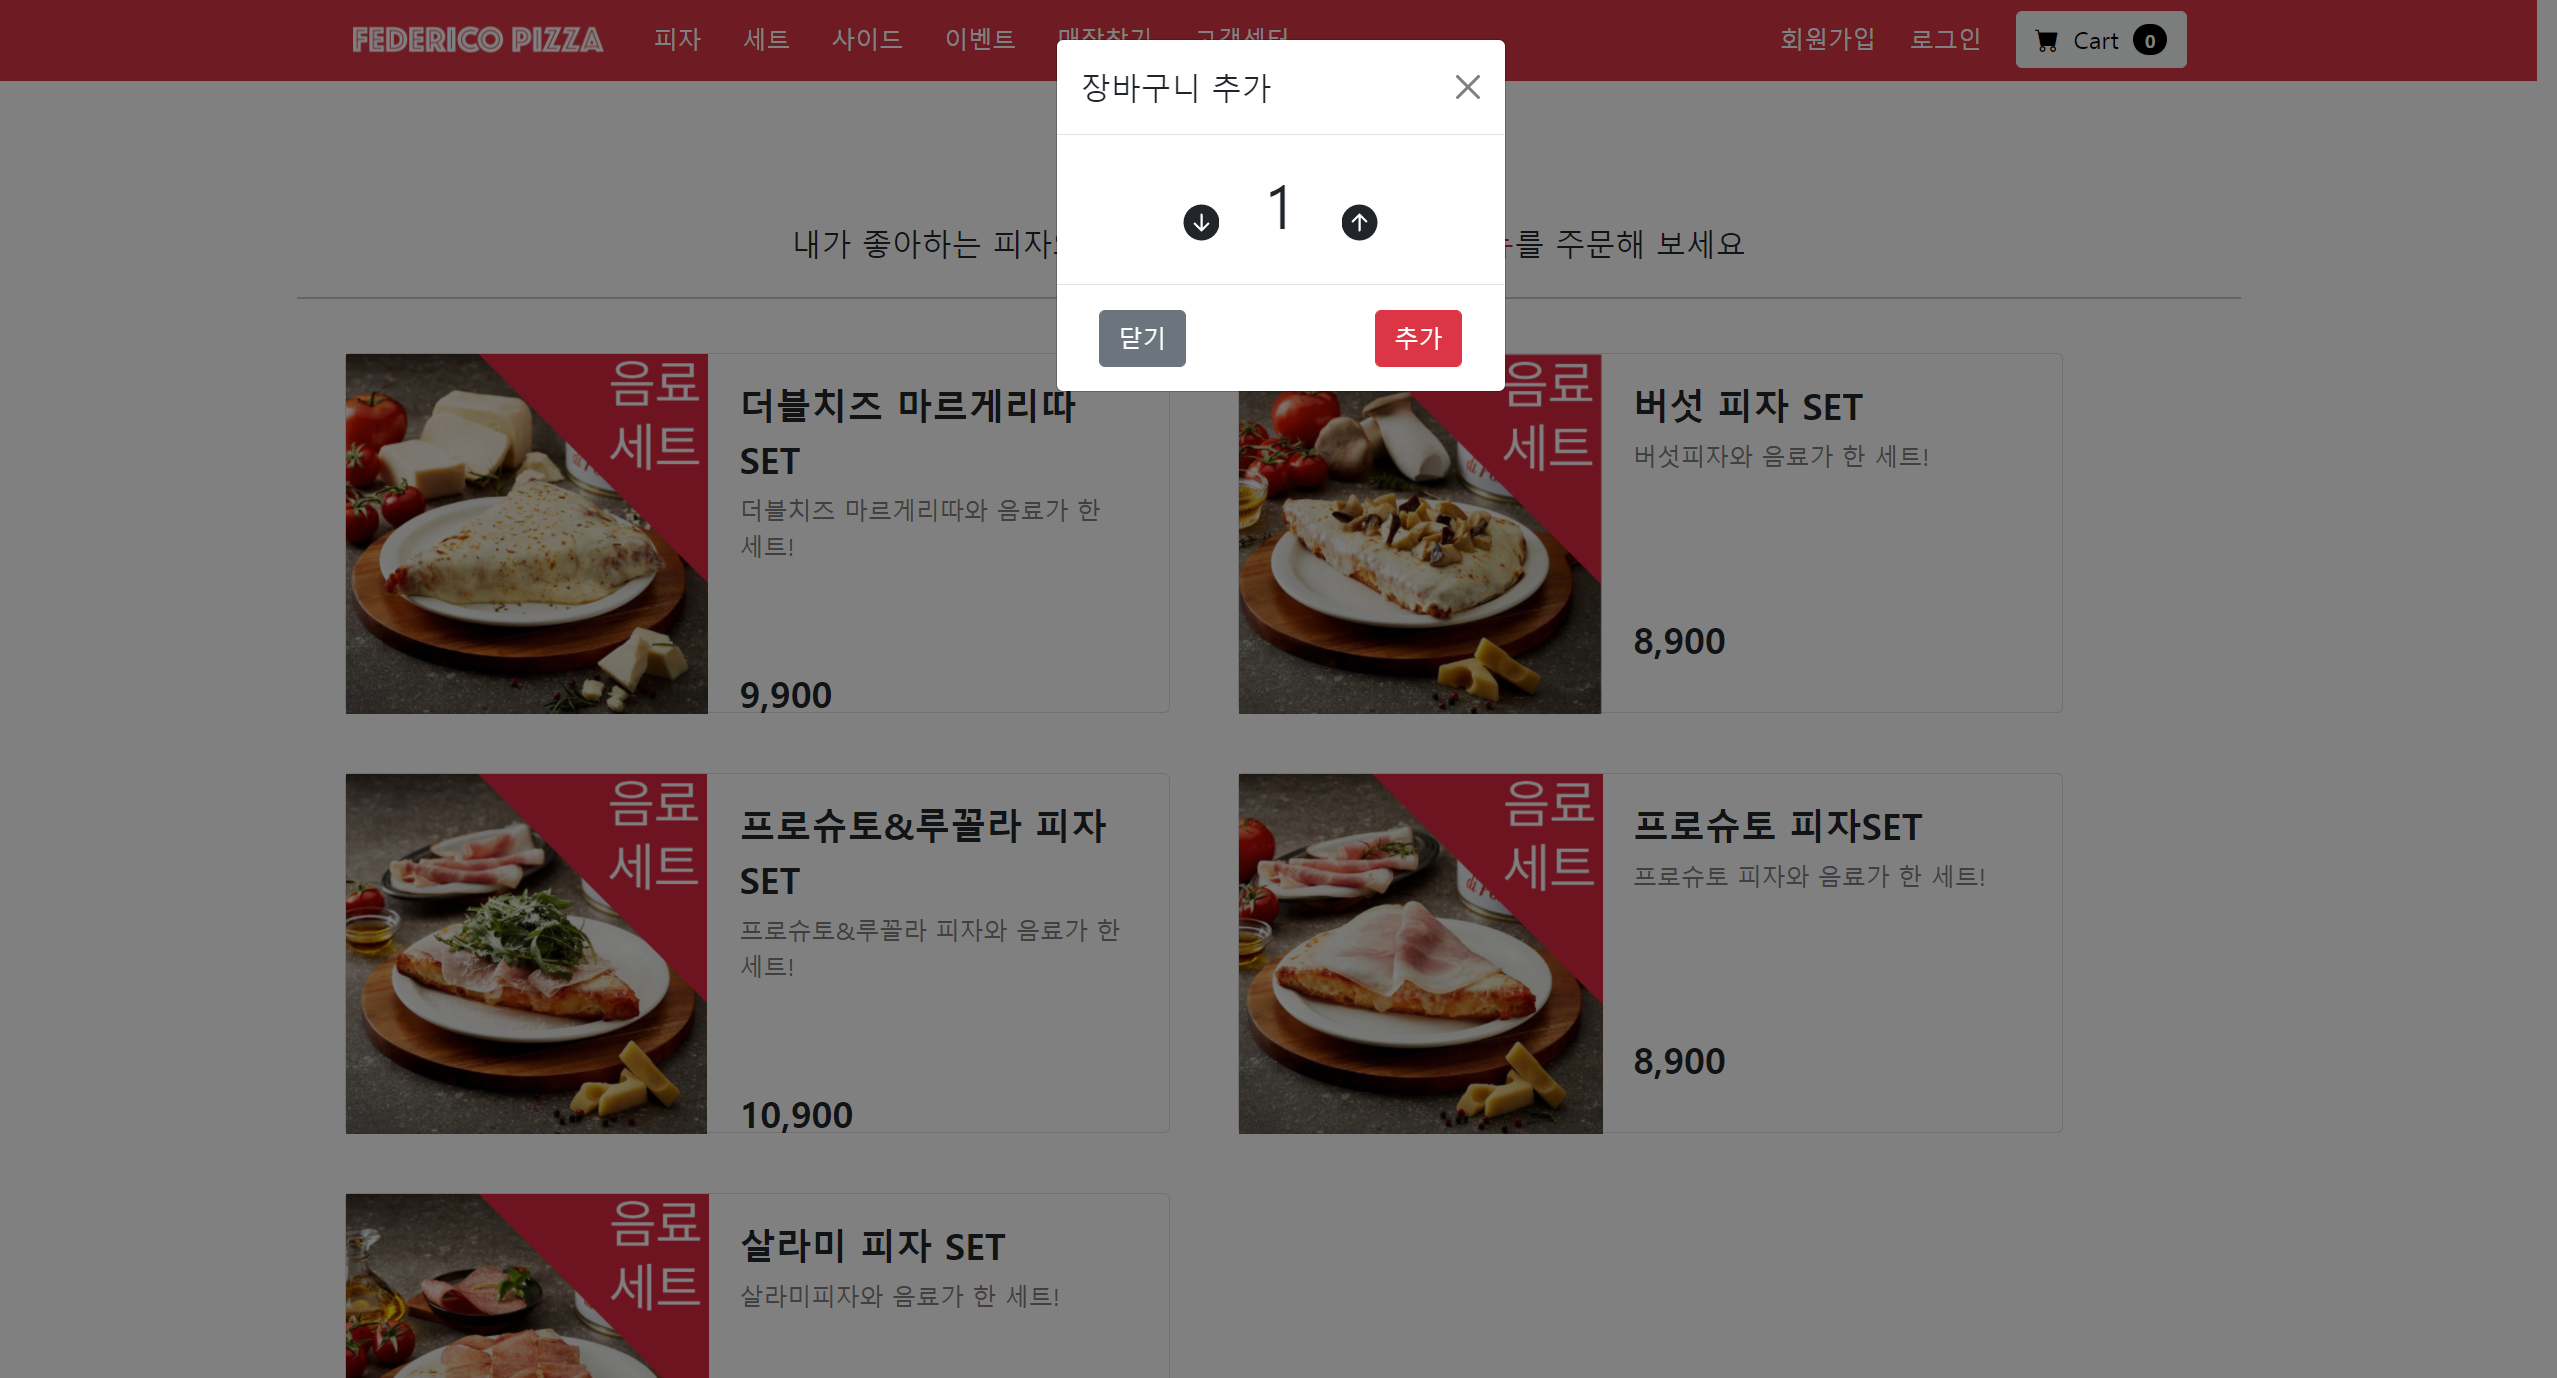 FEDERICO PIZZA
피자
세트
사이드
이벤트
매장찾기
고객센터
회원가입
로그인
Cart 0
장바구니 추가
1
닫기
추가
내가 좋아하는 피자
를 주문해 보세요
음료
세트
더블치즈 마르게리따
SET
더블치즈 마르게리따와 음료가 한
세트!
9,900
음료
세트
버섯 피자 SET
버섯피자와 음료가 한 세트!
8,900
음료
세트
프로슈토&루꼴라 피자
SET
프로슈토&루꼴라 피자와 음료가 한
세트!
10,900
음료
세트
프로슈토 피자SET
프로슈토 피자와 음료가 한 세트!
8,900
음료
세트
살라미 피자 SET
살라미피자와 음료가 한 세트!